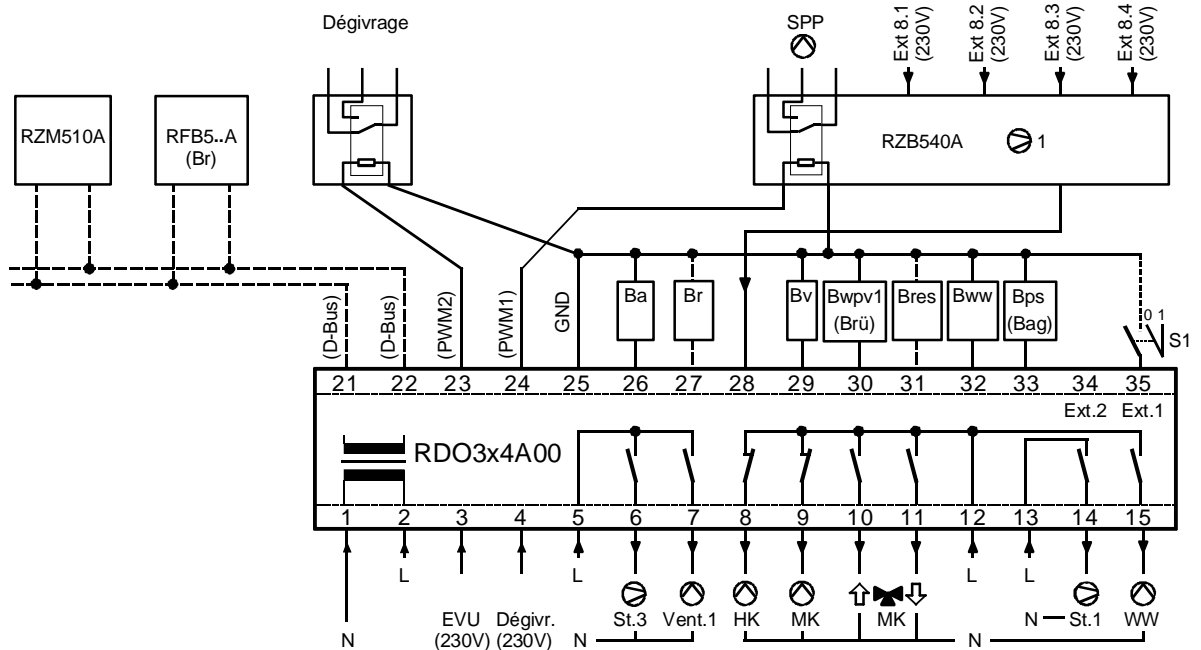 Dégivrage
SPP
Ext 8.1
(230V)
Ext 8.2
(230V)
Ext 8.3
(230V)
Ext 8.4
(230V)
RZM510A
RFB5..A
(Br)
RZB540A
1
(D-Bus)
(D-Bus)
(PWM2)
(PWM1)
GND
Ba
Br
Bv
Bwpv1
(Brü)
Bres
Bww
Bps
(Bag)
0 1
S1
21 22 23 24 25 26 27 28 29 30 31 32 33 34 35
Ext.2 Ext.1
RDO3x4A00
1 2 3 4 5 6 7 8 9 10 11 12 13 14 15
L L L L
N
EVU
(230V)
Dégivr.
(230V)
N
St.3 Vent.1 HK MK MK
N
N St.1 WW